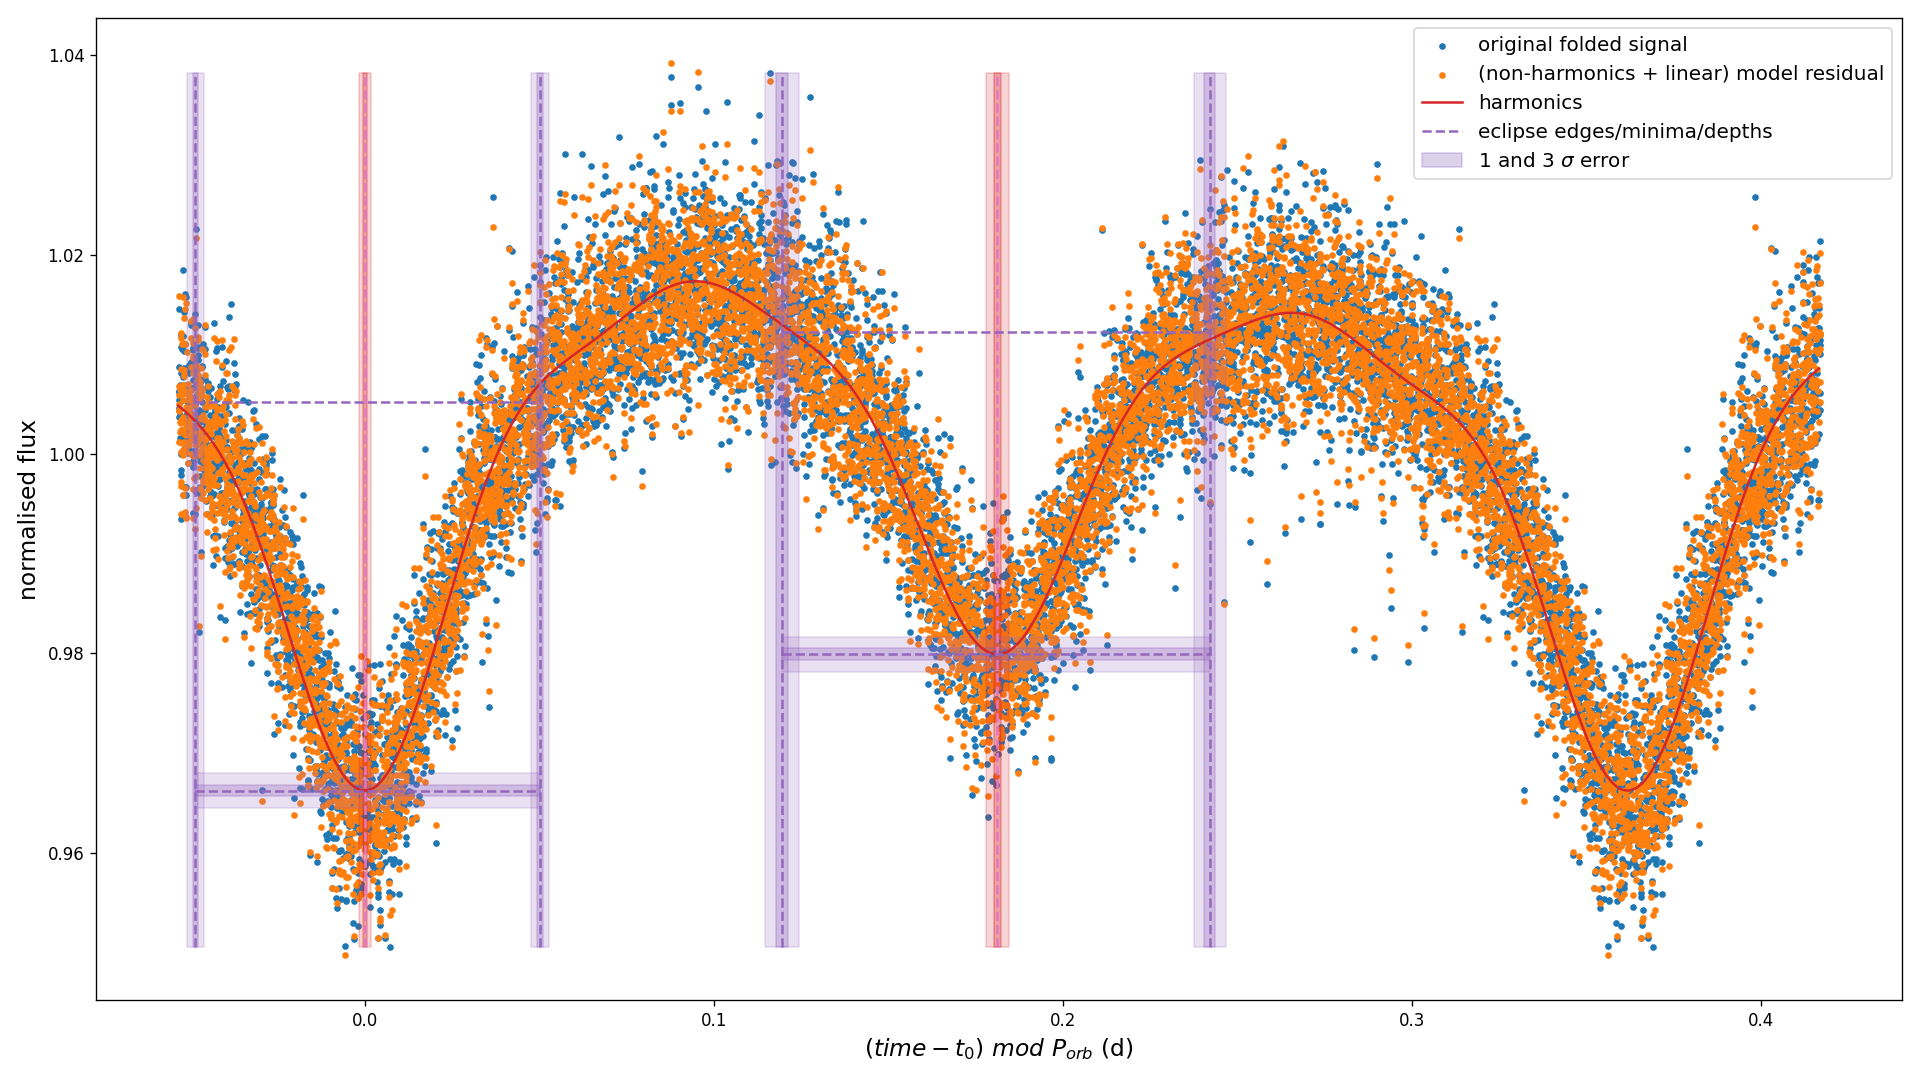 original folded signal
(non-harmonics + linear) model residual
harmonics
eclipse edges/minima/depths
1 and 3 σ error
normalised flux
1.04
1.02
1.00
0.98
0.96
0.0 0.1 0.2 0.3 0.4
(time − t₀) mod Pₒᵣb (d)